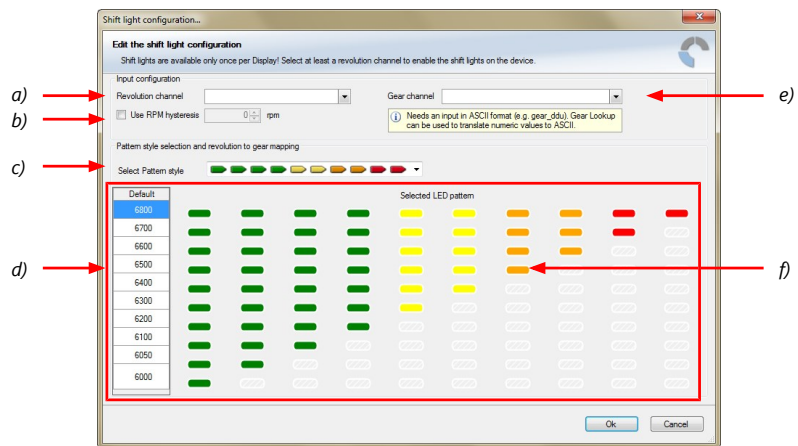 Shift light configuration...
Edit the shift light configuration
Shift lights are available only once per Display! Select at least a revolution channel to enable the shift lights on the device.
Input configuration
a)
Revolution channel
Gear channel
e)
b)
Use RPM hysteresis
0
rpm
Needs an input in ASCII format (e.g. gear_ddu). Gear Lookup
can be used to translate numeric values to ASCII.
Pattern style selection and revolution to gear mapping
c)
Select Pattern style
Default
Selected LED pattern
6800
6700
6600
6500
d)
f)
6400
6300
6200
6100
6050
6000
Ok
Cancel